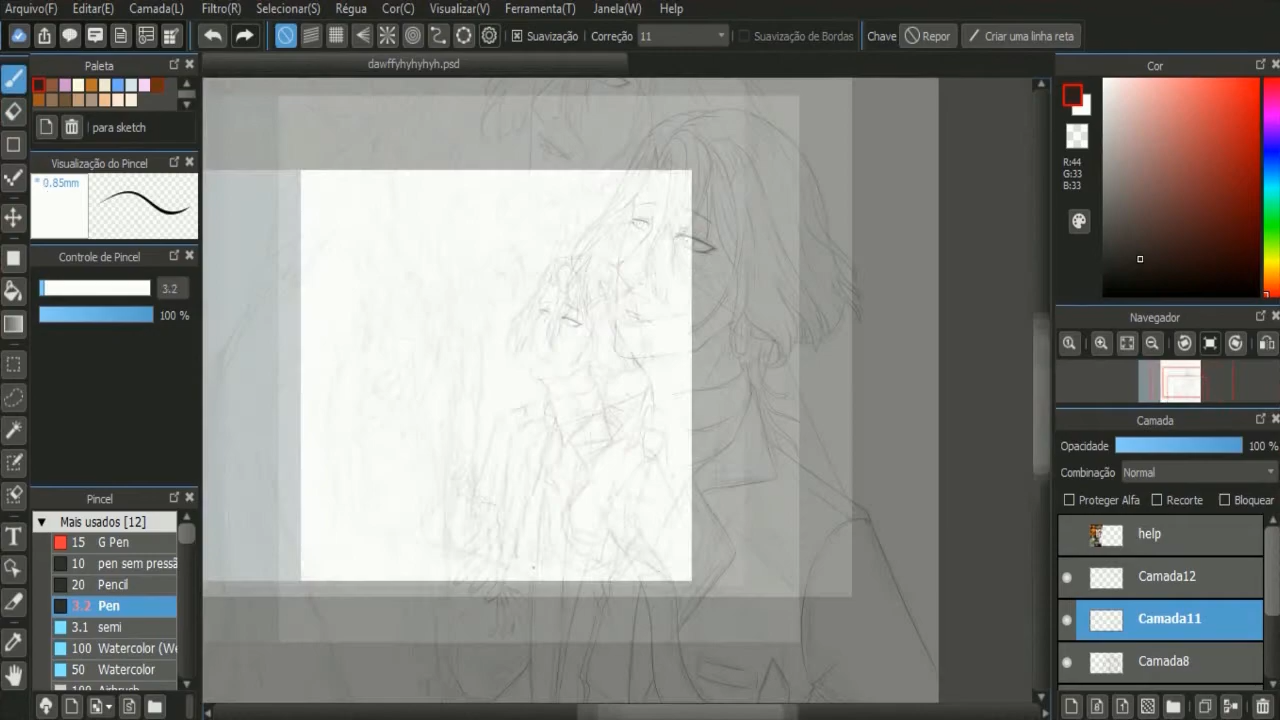 Arquivo(F) Editar(E) Camada(L) Filtro(R) Selecionar(S) Régua Cor(C) Visualizar(V) Ferramenta(T) Janela(W) Help
Suavização Correção 11 Suavização de Bordas Chave Repor Criar uma linha reta
Paleta
dawffyhyhyhyh.psd
Cor
para sketch
R:44
G:33
B:33
Visualização do Pincel
* 0.85mm
Controle de Pincel
3.2
100 %
Navegador
Camada
Opacidade 100 %
Combinação Normal
Proteger Alfa Recorte Bloquear
help
Camada12
Camada11
Camada8
Pincel
Mais usados [12]
15 G Pen
10 pen sem pressã
20 Pencil
3.2 Pen
3.1 semi
100 Watercolor (We
50 Watercolor